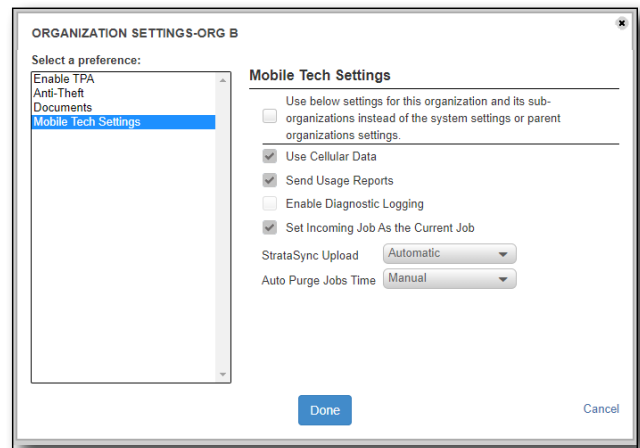 ORGANIZATION SETTINGS-ORG B
Select a preference:
Enable TPA
Anti-Theft
Documents
Mobile Tech Settings
Mobile Tech Settings
Use below settings for this organization and its sub-
organizations instead of the system settings or parent
organizations settings.
Use Cellular Data
Send Usage Reports
Enable Diagnostic Logging
Set Incoming Job As the Current Job
StrataSync Upload Automatic
Auto Purge Jobs Time Manual
Done
Cancel